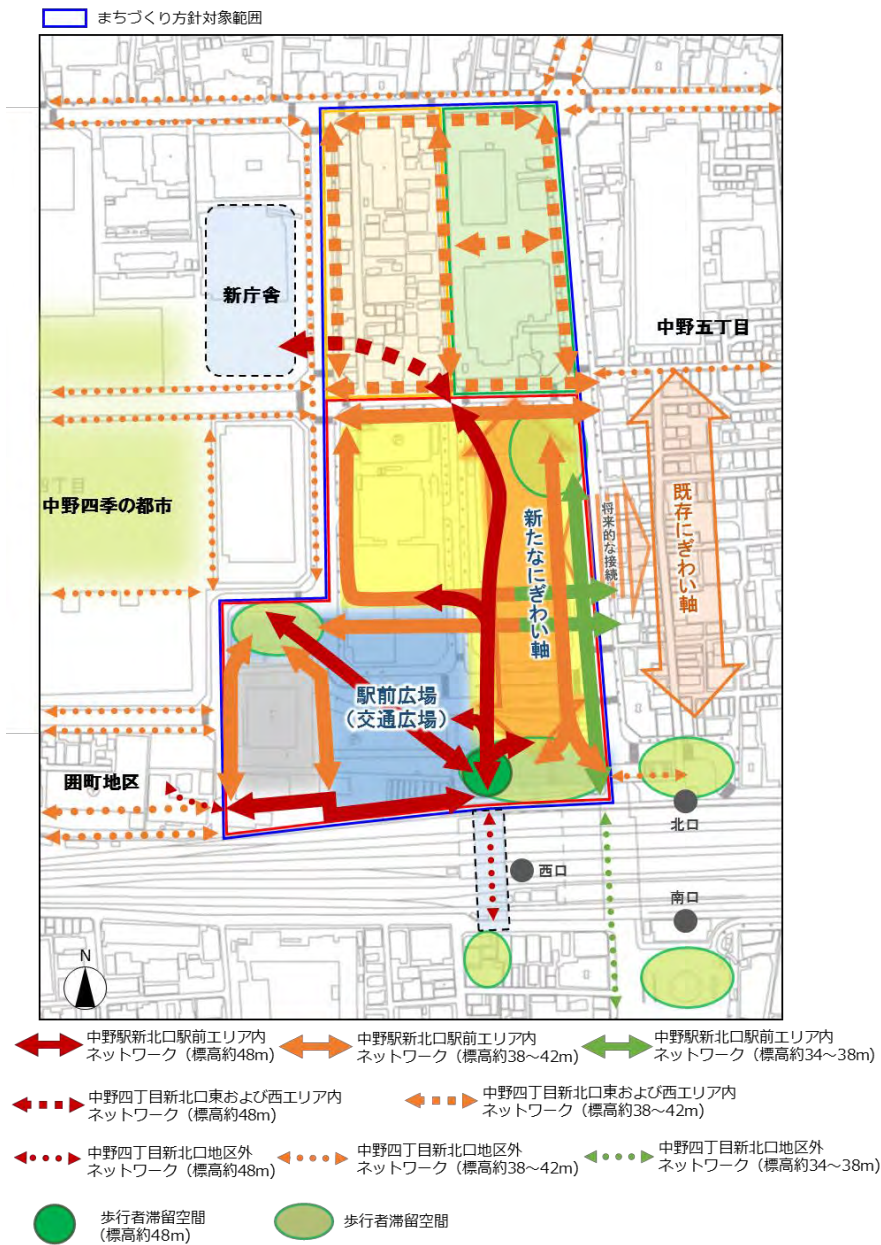 まちづくり方針対象範囲
新庁舎
中野五丁目
丁目
中野四季の都市
新たなにぎわい軸
将来的な接続
既存にぎわい軸
駅前広場
(交通広場)
囲町地区
北口
西口
南口
N
中野駅新北口駅前エリア内
ネットワーク(標高約48m)
中野駅新北口駅前エリア内
ネットワーク(標高約38~42m)
中野駅新北口駅前エリア内
ネットワーク(標高約34~38m)
中野四丁目新北口東および西エリア内
ネットワーク(標高約48m)
中野四丁目新北口東および西エリア内
ネットワーク(標高約38~42m)
中野四丁目新北口地区外
ネットワーク(標高約48m)
中野四丁目新北口地区外
ネットワーク(標高約38~42m)
中野四丁目新北口地区外
ネットワーク(標高約34~38m)
歩行者滞留空間
(標高約48m)
歩行者滞留空間